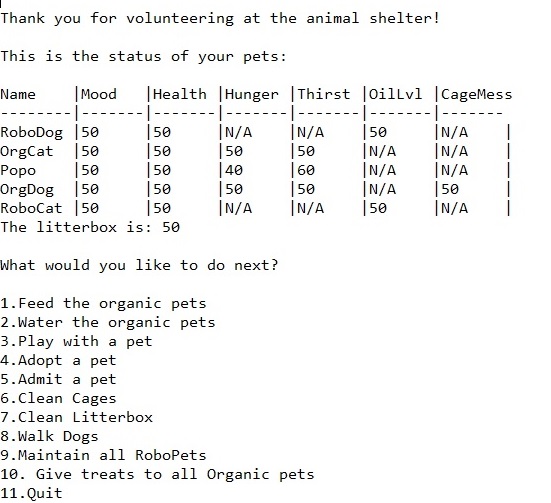 Thank you for volunteering at the animal shelter!
This is the status of your pets:
Name     |Mood    |Health |Hunger |Thirst |OilLvl |CageMess
--------|-------|-------|-------|-------|-------|-------
RoboDog |50     |50     |N/A    |N/A    |50     |N/A    |
OrgCat  |50     |50     |50     |50     |N/A    |N/A    |
Popo    |50     |50     |40     |60     |N/A    |N/A    |
OrgDog  |50     |50     |50     |50     |N/A    |50     |
RoboCat |50     |50     |N/A    |N/A    |50     |N/A    |
The litterbox is: 50
What would you like to do next?
1.Feed the organic pets
2.Water the organic pets
3.Play with a pet
4.Adopt a pet
5.Admit a pet
6.Clean Cages
7.Clean Litterbox
8.Walk Dogs
9.Maintain all RoboPets
10. Give treats to all Organic pets
11.Quit